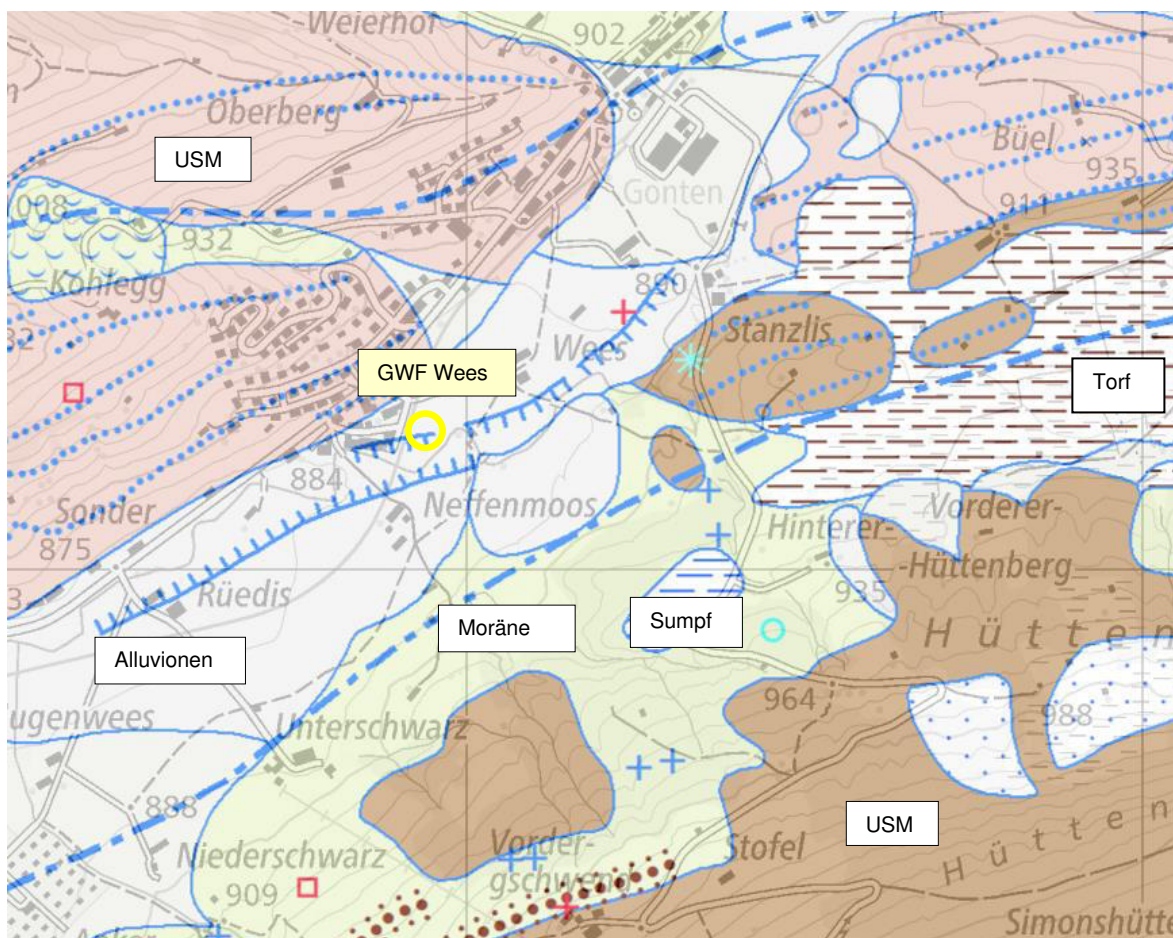 -Weierhof
902
Oberberg
USM
Büel
935
Gonten
911
008
932
Kohlegg
890
Wees
Stanzlis
GWF Wees
Torf
884
Neffenmoos
Sonder
875
Hinterer-
Vorderer-
-Hüttenberg
Rüedis
935
Moräne
Sumpf
Hütten
Alluvionen
964
ugenwees
Unterschwarz
988
888
USM
Hütten
Niederschwarz
Vorder-
gschwend
Stofel
909
Simonshütte